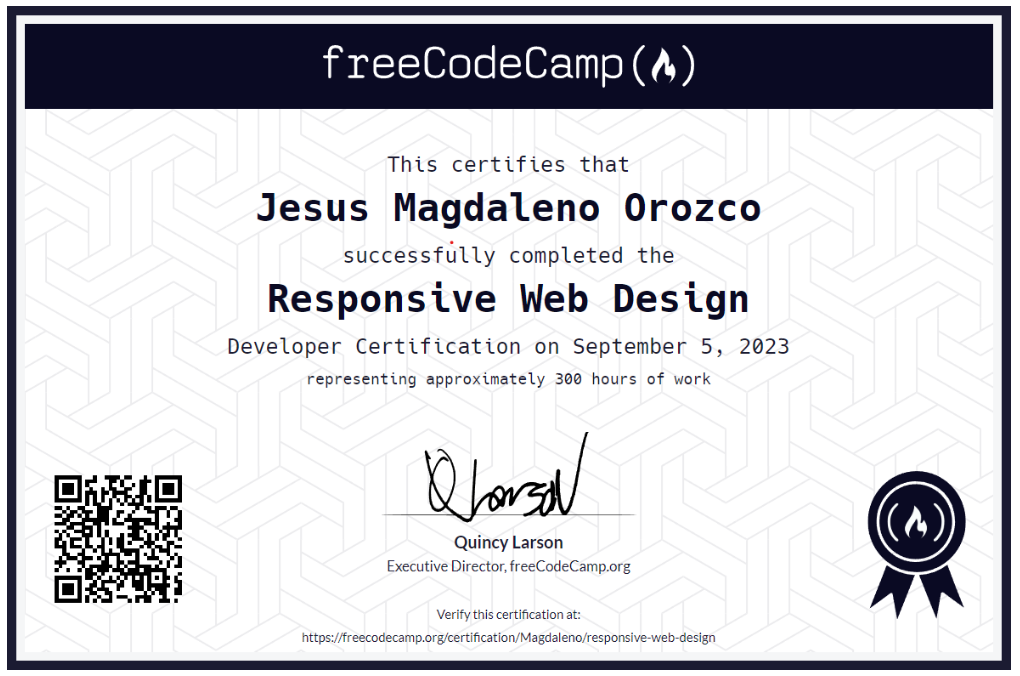 freeCodeCamp
This certifies that
Jesus Magdaleno Orozco
successfully completed the
Responsive Web Design
Developer Certification on September 5, 2023
representing approximately 300 hours of work
Q Larson
Quincy Larson
Executive Director, freeCodeCamp.org
Verify this certification at:
https://freecodecamp.org/certification/Magdaleno/responsive-web-design